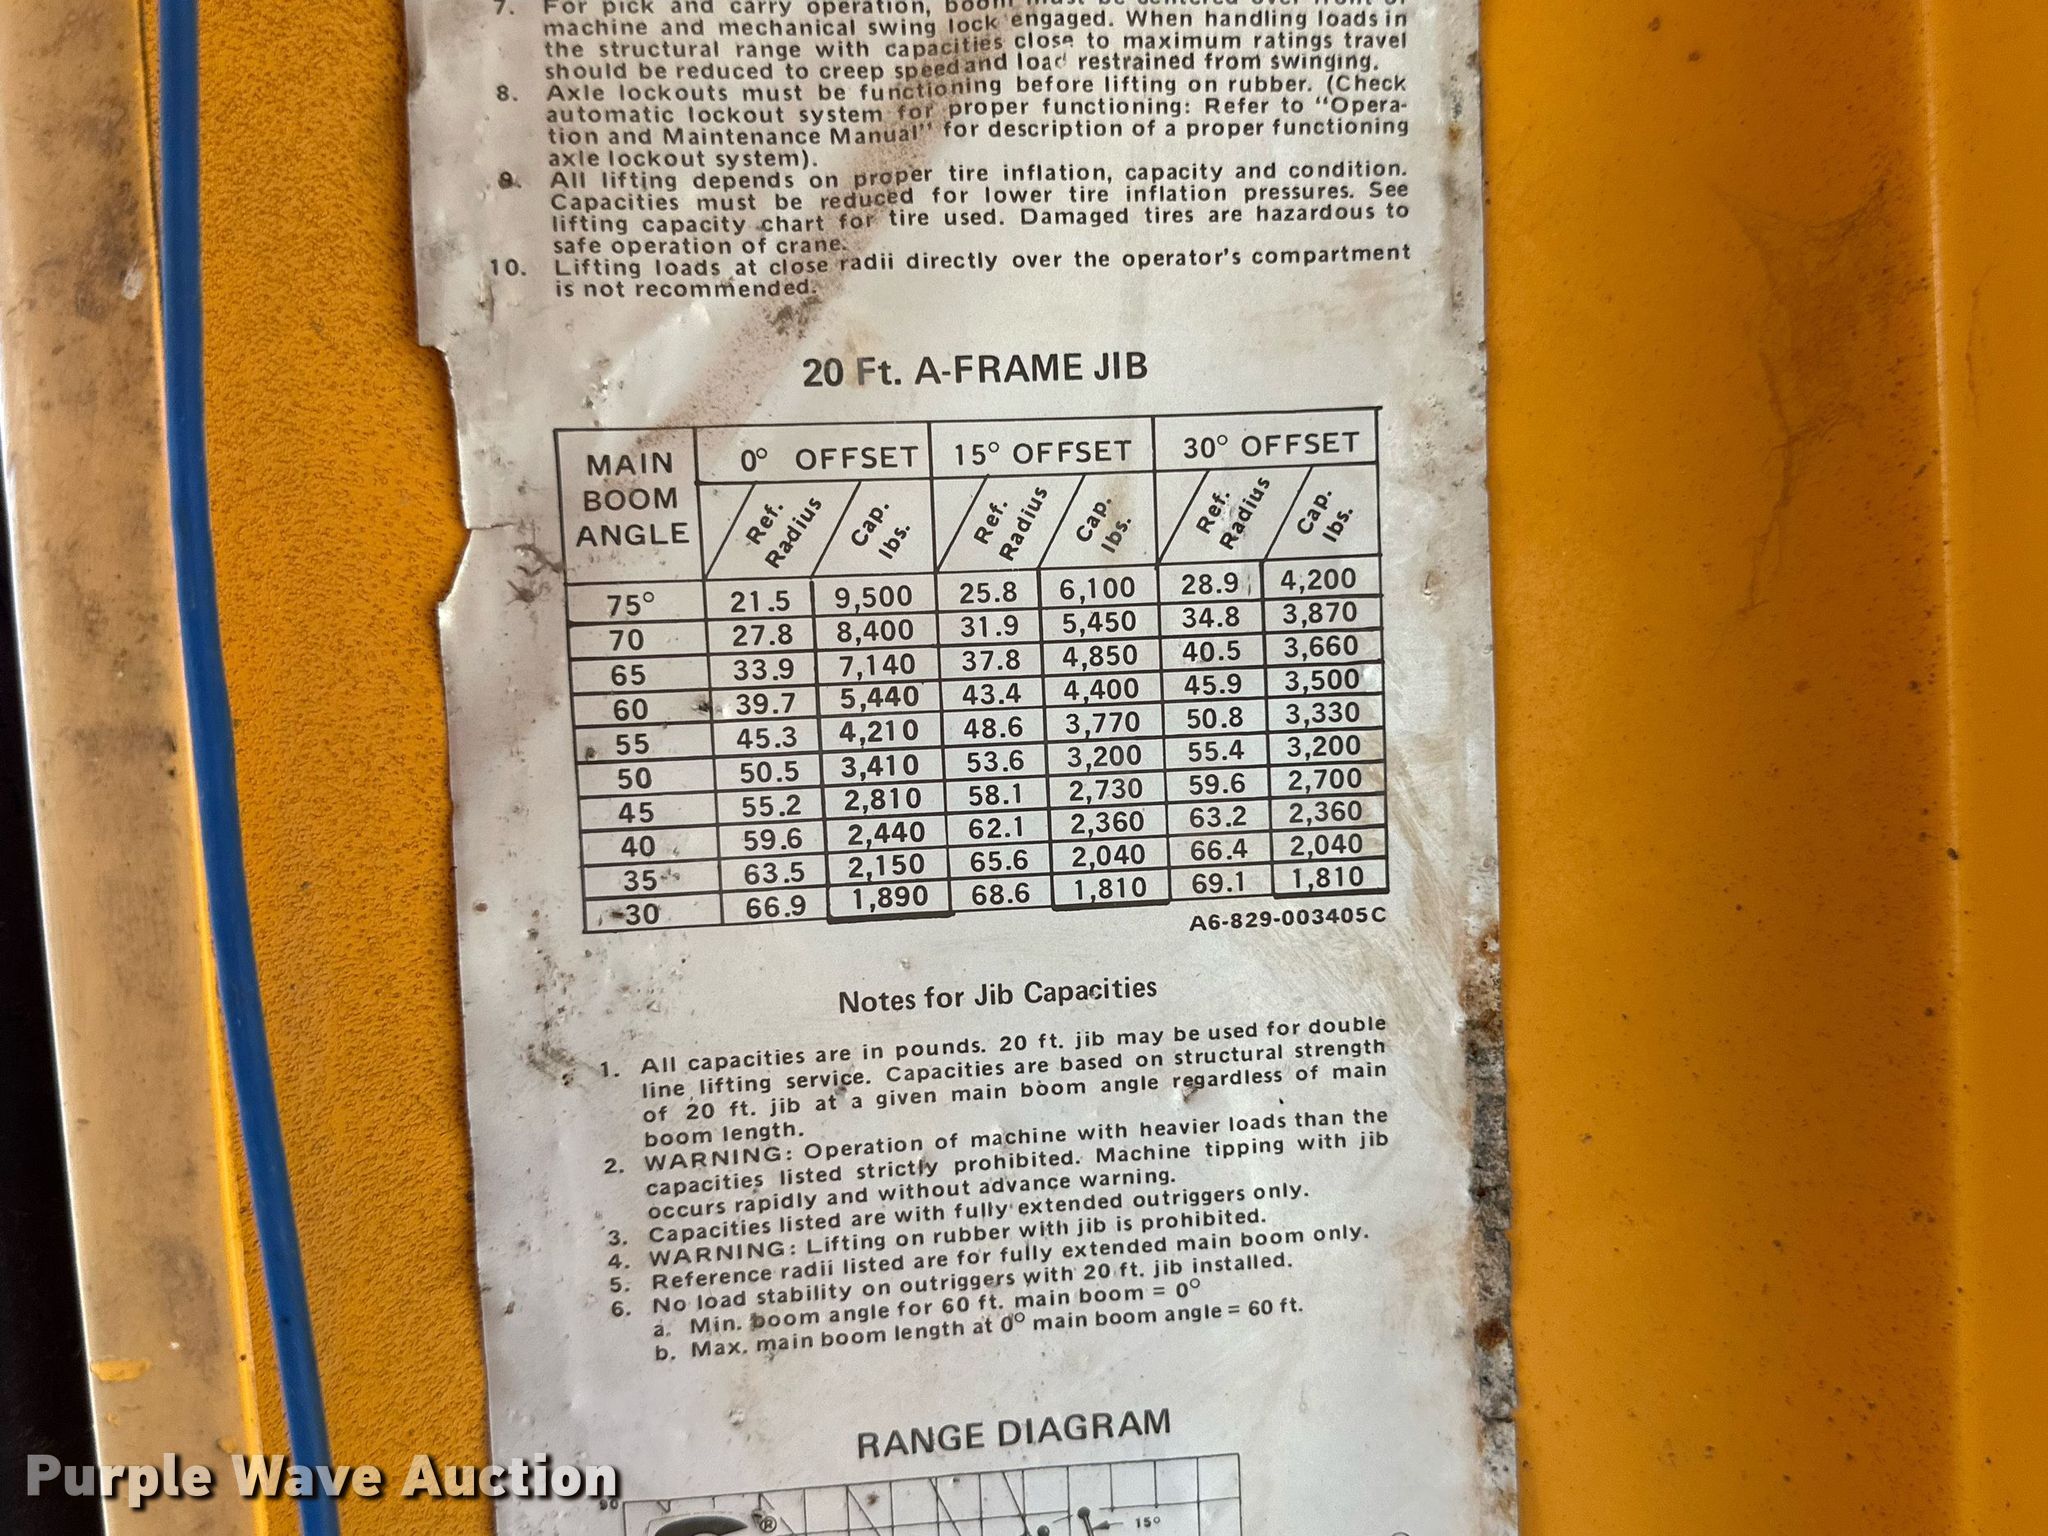 7. For pick and carry operation, boom must be centered over front of
machine and mechanical swing lock engaged. When handling loads in
the structural range with capacities close to maximum ratings travel
should be reduced to creep speed and load restrained from swinging.
8. Axle lockouts must be functioning before lifting on rubber. (Check
automatic lockout system for proper functioning: Refer to "Opera-
tion and Maintenance Manual" for description of a proper functioning
axle lockout system).
9. All lifting depends on proper tire inflation, capacity and condition.
Capacities must be reduced for lower tire inflation pressures. See
lifting capacity chart for tire used. Damaged tires are hazardous to
safe operation of crane.
10. Lifting loads at close radii directly over the operator's compartment
is not recommended.
20 Ft. A-FRAME JIB
MAIN BOOM ANGLE 0° OFFSET 15° OFFSET 30° OFFSET
Ref. Radius Cap. lbs. Ref. Radius Cap. lbs. Ref. Radius Cap. lbs.
75° 21.5 9,500 25.8 6,100 28.9 4,200
70 27.8 8,400 31.9 5,450 34.8 3,870
65 33.9 7,140 37.8 4,850 40.5 3,660
60 39.7 5,440 43.4 4,400 45.9 3,500
55 45.3 4,210 48.6 3,770 50.8 3,330
50 50.5 3,410 53.6 3,200 55.4 3,200
45 55.2 2,810 58.1 2,730 59.6 2,700
40 59.6 2,440 62.1 2,360 63.2 2,360
35 63.5 2,150 65.6 2,040 66.4 2,040
30 66.9 1,890 68.6 1,810 69.1 1,810
A6-829-003405C
Notes for Jib Capacities
1. All capacities are in pounds. 20 ft. jib may be used for double
line lifting service. Capacities are based on structural strength
of 20 ft. jib at a given main boom angle regardless of main
boom length.
2. WARNING: Operation of machine with heavier loads than the
capacities listed strictly prohibited. Machine tipping with jib
occurs rapidly and without advance warning.
3. Capacities listed are with fully extended outriggers only.
4. WARNING: Lifting on rubber with jib is prohibited.
5. Reference radii listed are for fully extended main boom only.
6. No load stability on outriggers with 20 ft. jib installed.
a. Min. boom angle for 60 ft. main boom = 0°
b. Max. main boom length at 0° main boom angle = 60 ft.
RANGE DIAGRAM
90
®
15°
Purple Wave Auction